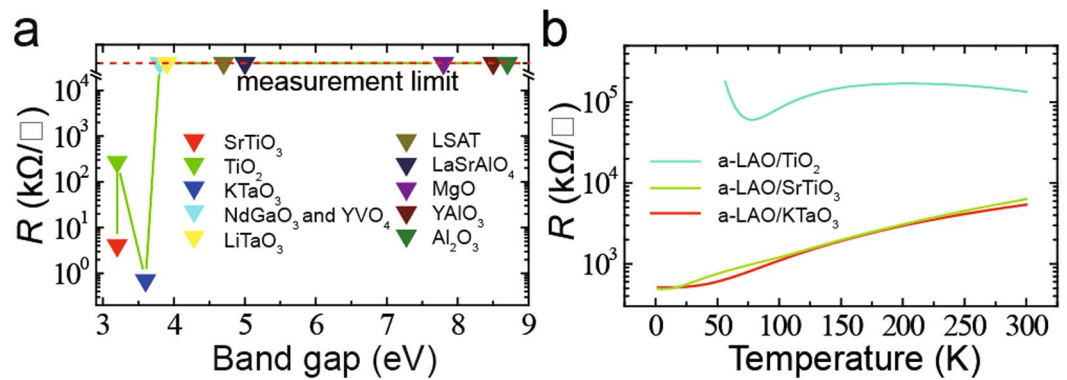 a
R (kΩ/□)
10⁴
10³
10²
10¹
10⁰
measurement limit
SrTiO₃
TiO₂
KTaO₃
NdGaO₃ and YVO₄
LiTaO₃
LSAT
LaSrAlO₄
MgO
YAlO₃
Al₂O₃
3 4 5 6 7 8 9
Band gap (eV)
b
R (kΩ/□)
10⁵
10⁴
10³
a-LAO/TiO₂
a-LAO/SrTiO₃
a-LAO/KTaO₃
0 50 100 150 200 250 300
Temperature (K)